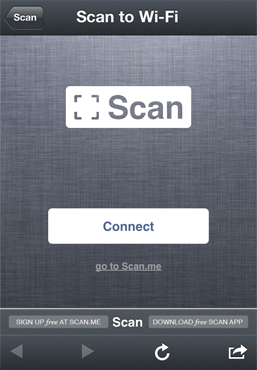 Scan
Scan to Wi-Fi
Scan
Connect
go to Scan.me
SIGN UP free AT SCAN.ME
Scan
DOWNLOAD free SCAN APP